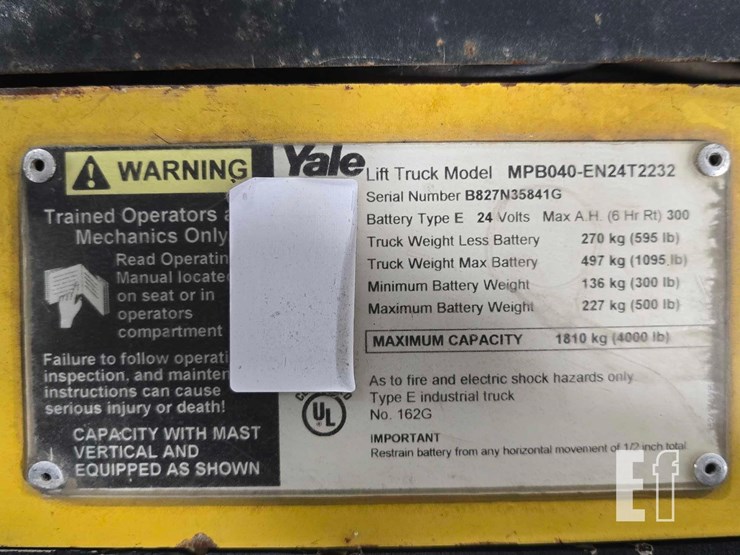 WARNING
Trained Operators
Mechanics Only
Read
Manual
on seat or in
operators
compartment
Failure to follow
inspection, and
instructions can cause
serious injury or death!
CAPACITY WITH MAST
VERTICAL AND
EQUIPPED AS SHOWN
Yale
Lift Truck Model MPB040-EN24T2232
Serial Number B827N35841G
Battery Type E 24 Volts Max A.H. (6 Hr Rt) 300
Truck Weight Less Battery 270 kg (595 lb)
Truck Weight Max Battery 497 kg (1095 lb)
Minimum Battery Weight 136 kg (300 lb)
Maximum Battery Weight 227 kg (500 lb)
MAXIMUM CAPACITY 1810 kg (4000 lb)
UL
As to fire and electric shock hazards only
Type E industrial truck
No. 162G
IMPORTANT
Restrain battery from any horizontal movement of 1/2 inch total
Ef